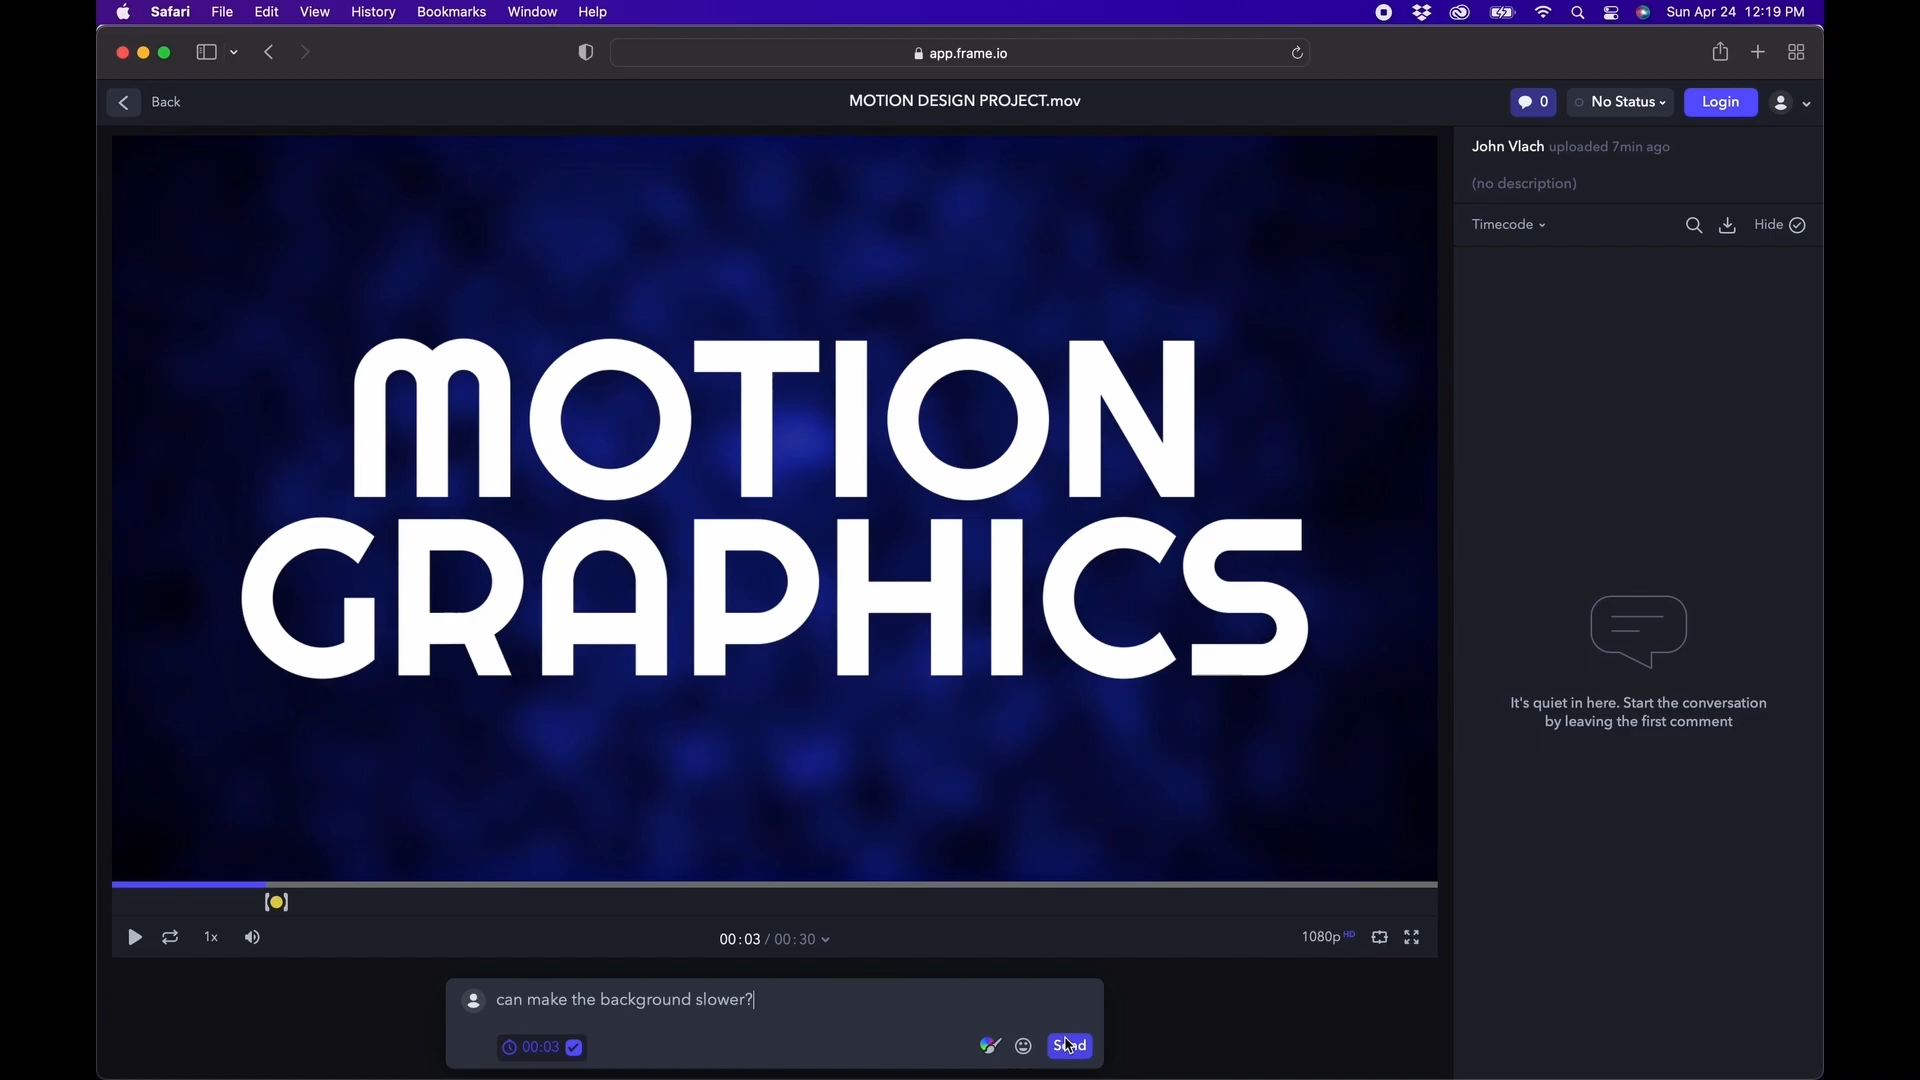 Safari File Edit View History Bookmarks Window Help Sun Apr 24 12:19 PM
app.frame.io
Back MOTION DESIGN PROJECT.mov 0 No Status Login
John Vlach uploaded 7min ago
(no description)
Timecode Hide
MOTION
GRAPHICS
It's quiet in here. Start the conversation
by leaving the first comment
1x 00:03 / 00:30 1080p HD
can make the background slower?
00:03 Send